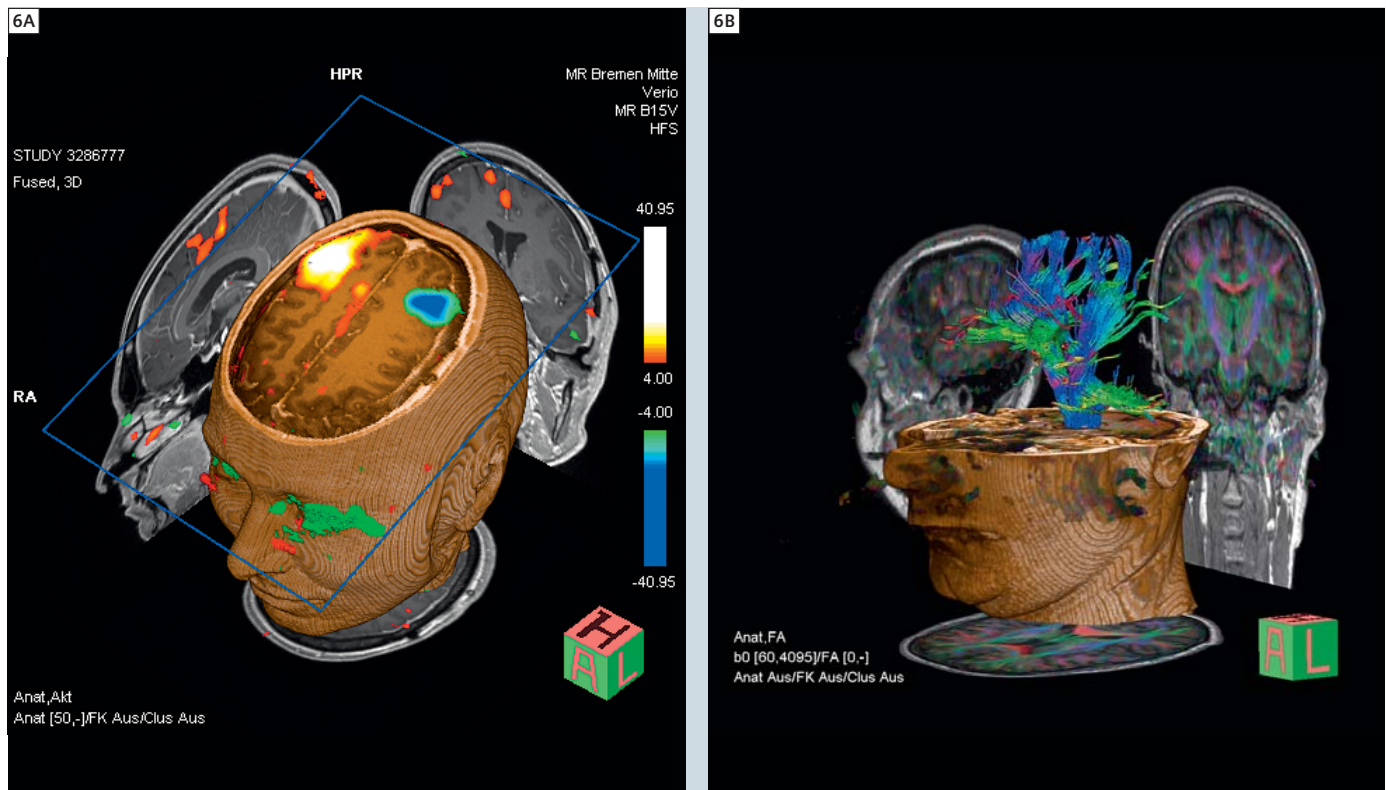 6A
HPR
MR Bremen Mitte
Verio
MR B15V
HFS
STUDY 3286777
Fused, 3D
40.95
4.00
-4.00
-40.95
RA
H
A L
Anat,Akt
Anat [50,-]/FK Aus/Clus Aus
6B
Anat,FA
b0 [60,4095]/FA [0,-]
Anat Aus/FK Aus/Clus Aus
A L